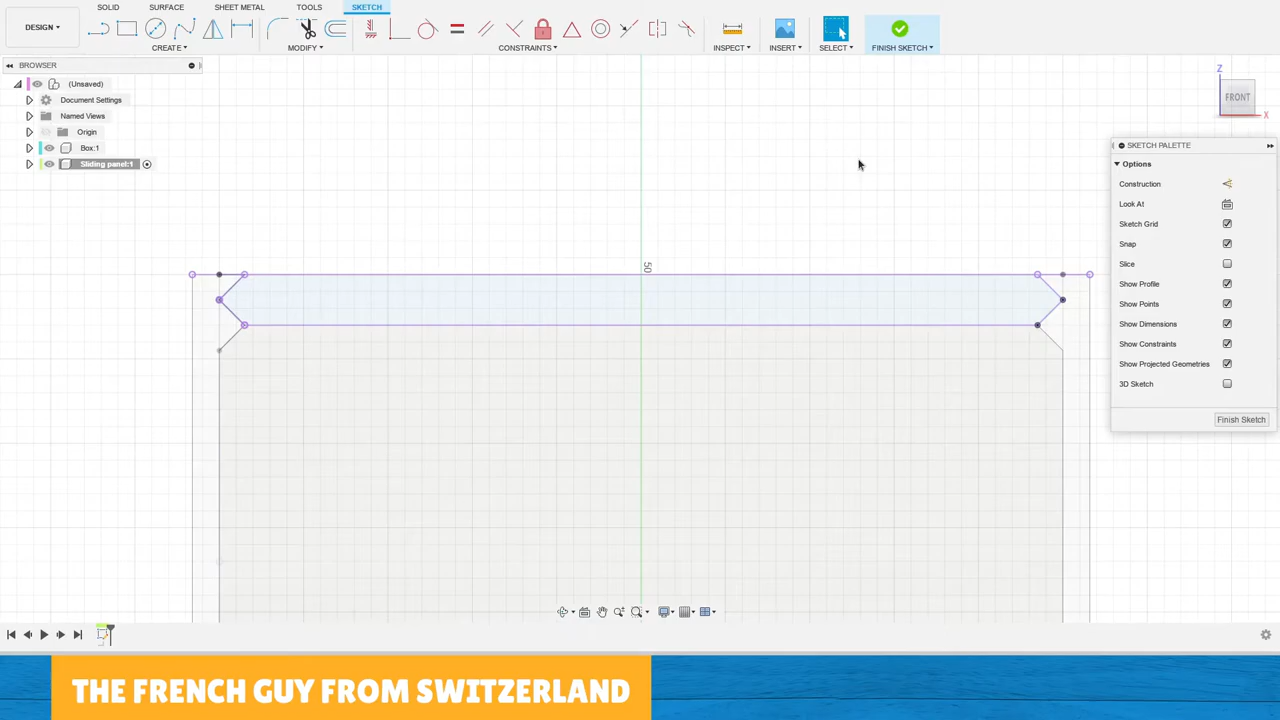 SOLID
SURFACE
SHEET METAL
TOOLS
SKETCH
DESIGN
CREATE
MODIFY
CONSTRAINTS
INSPECT
INSERT
SELECT
FINISH SKETCH
BROWSER
(Unsaved)
Document Settings
Named Views
Origin
Box:1
Sliding panel:1
Z
FRONT
X
SKETCH PALETTE
Options
Construction
Look At
Sketch Grid
Snap
Slice
Show Profile
Show Points
Show Dimensions
Show Constraints
Show Projected Geometries
3D Sketch
Finish Sketch
50
THE FRENCH GUY FROM SWITZERLAND